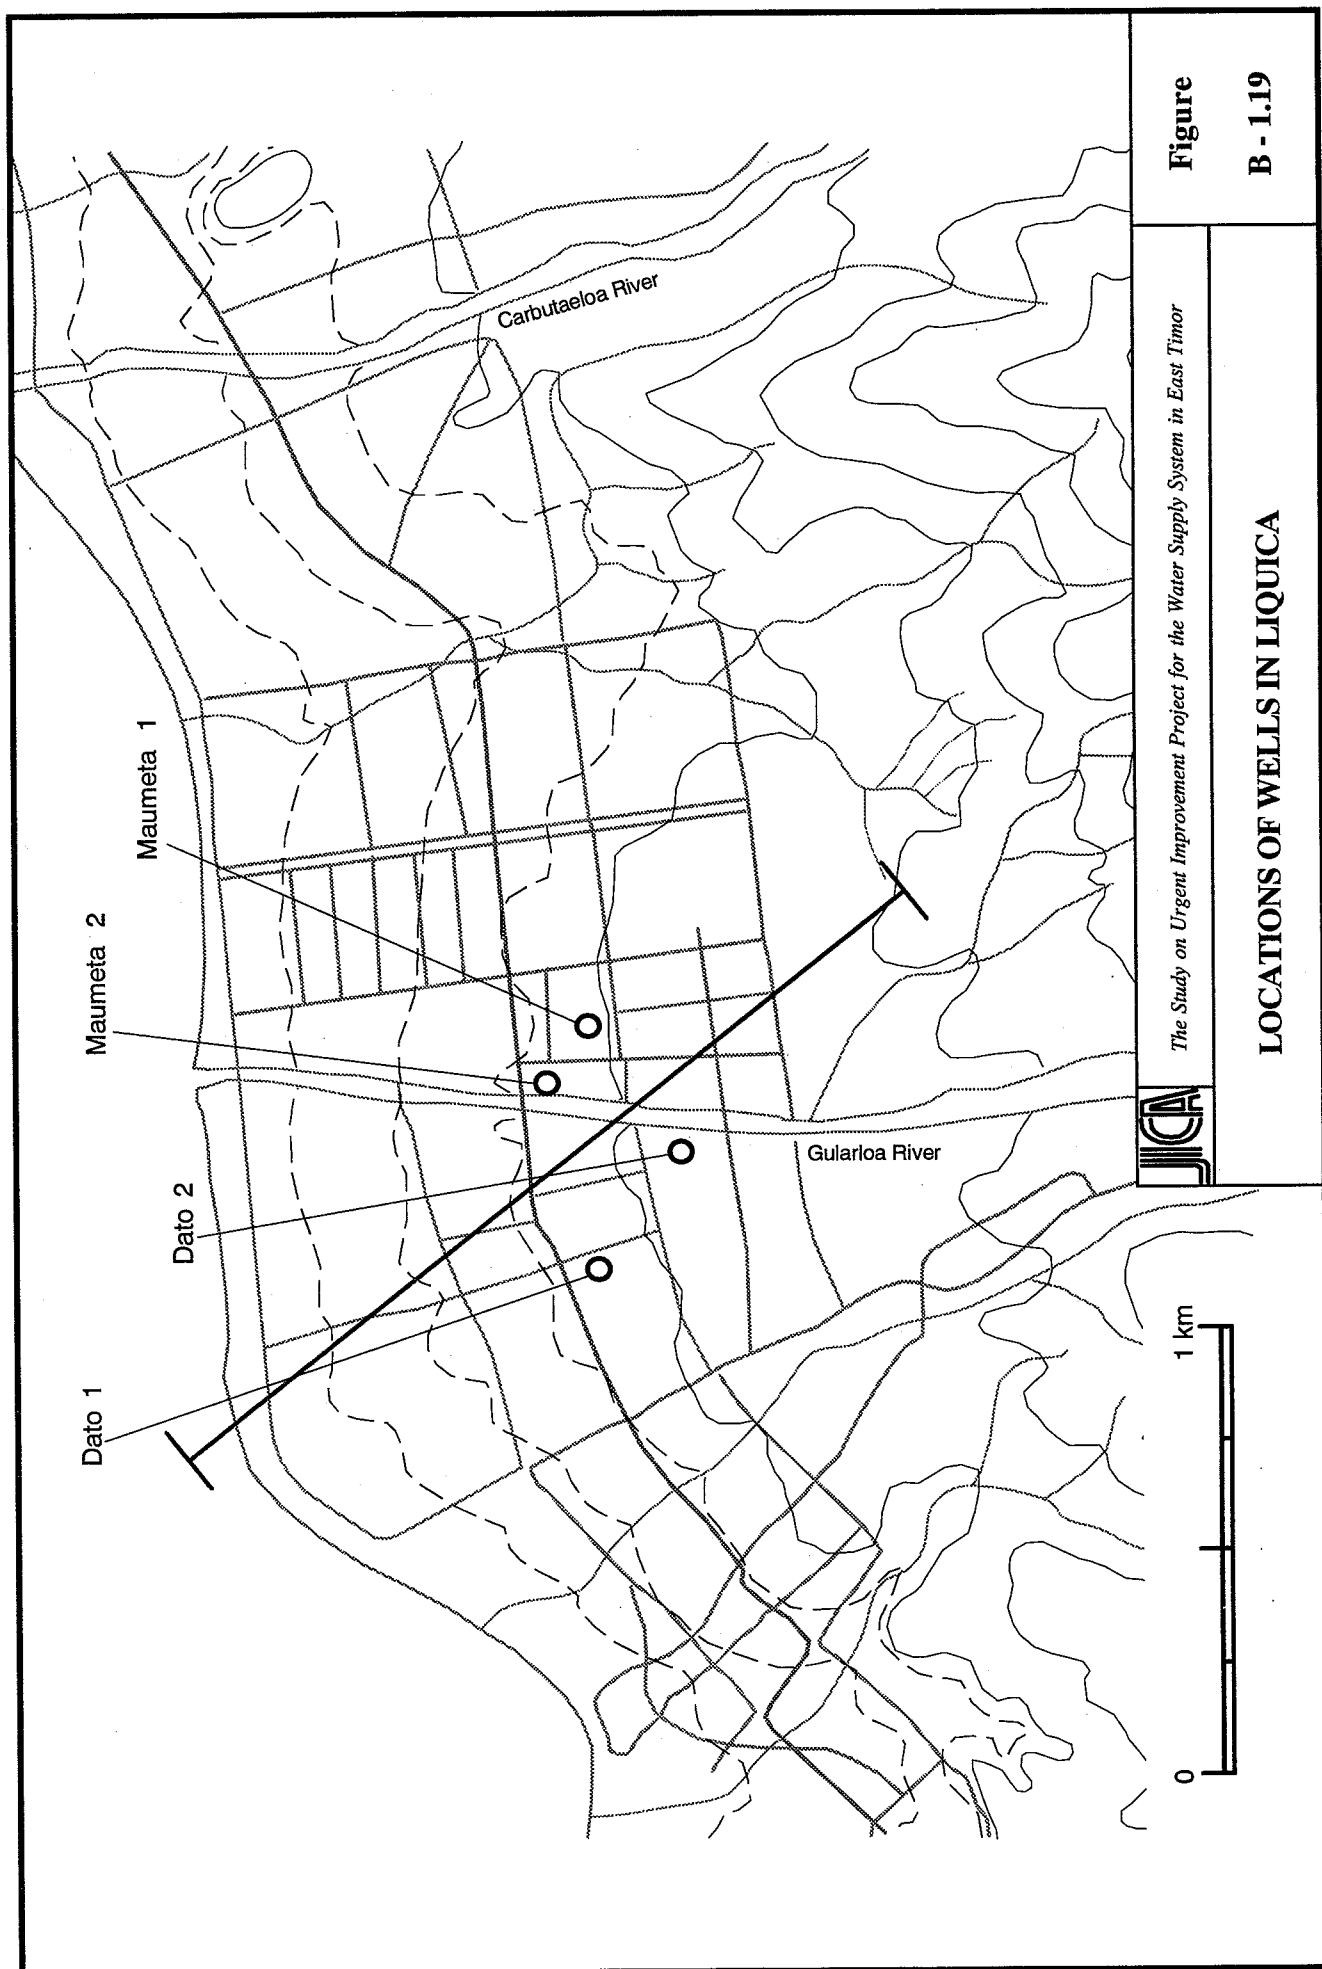 Dato 1
Dato 2
Maumeta 2
Maumeta 1
Carbutaeloa River
Gularloa River
0
1 km
JICA
The Study on Urgent Improvement Project for the Water Supply System in East Timor
LOCATIONS OF WELLS IN LIQUICA
Figure
B - 1.19